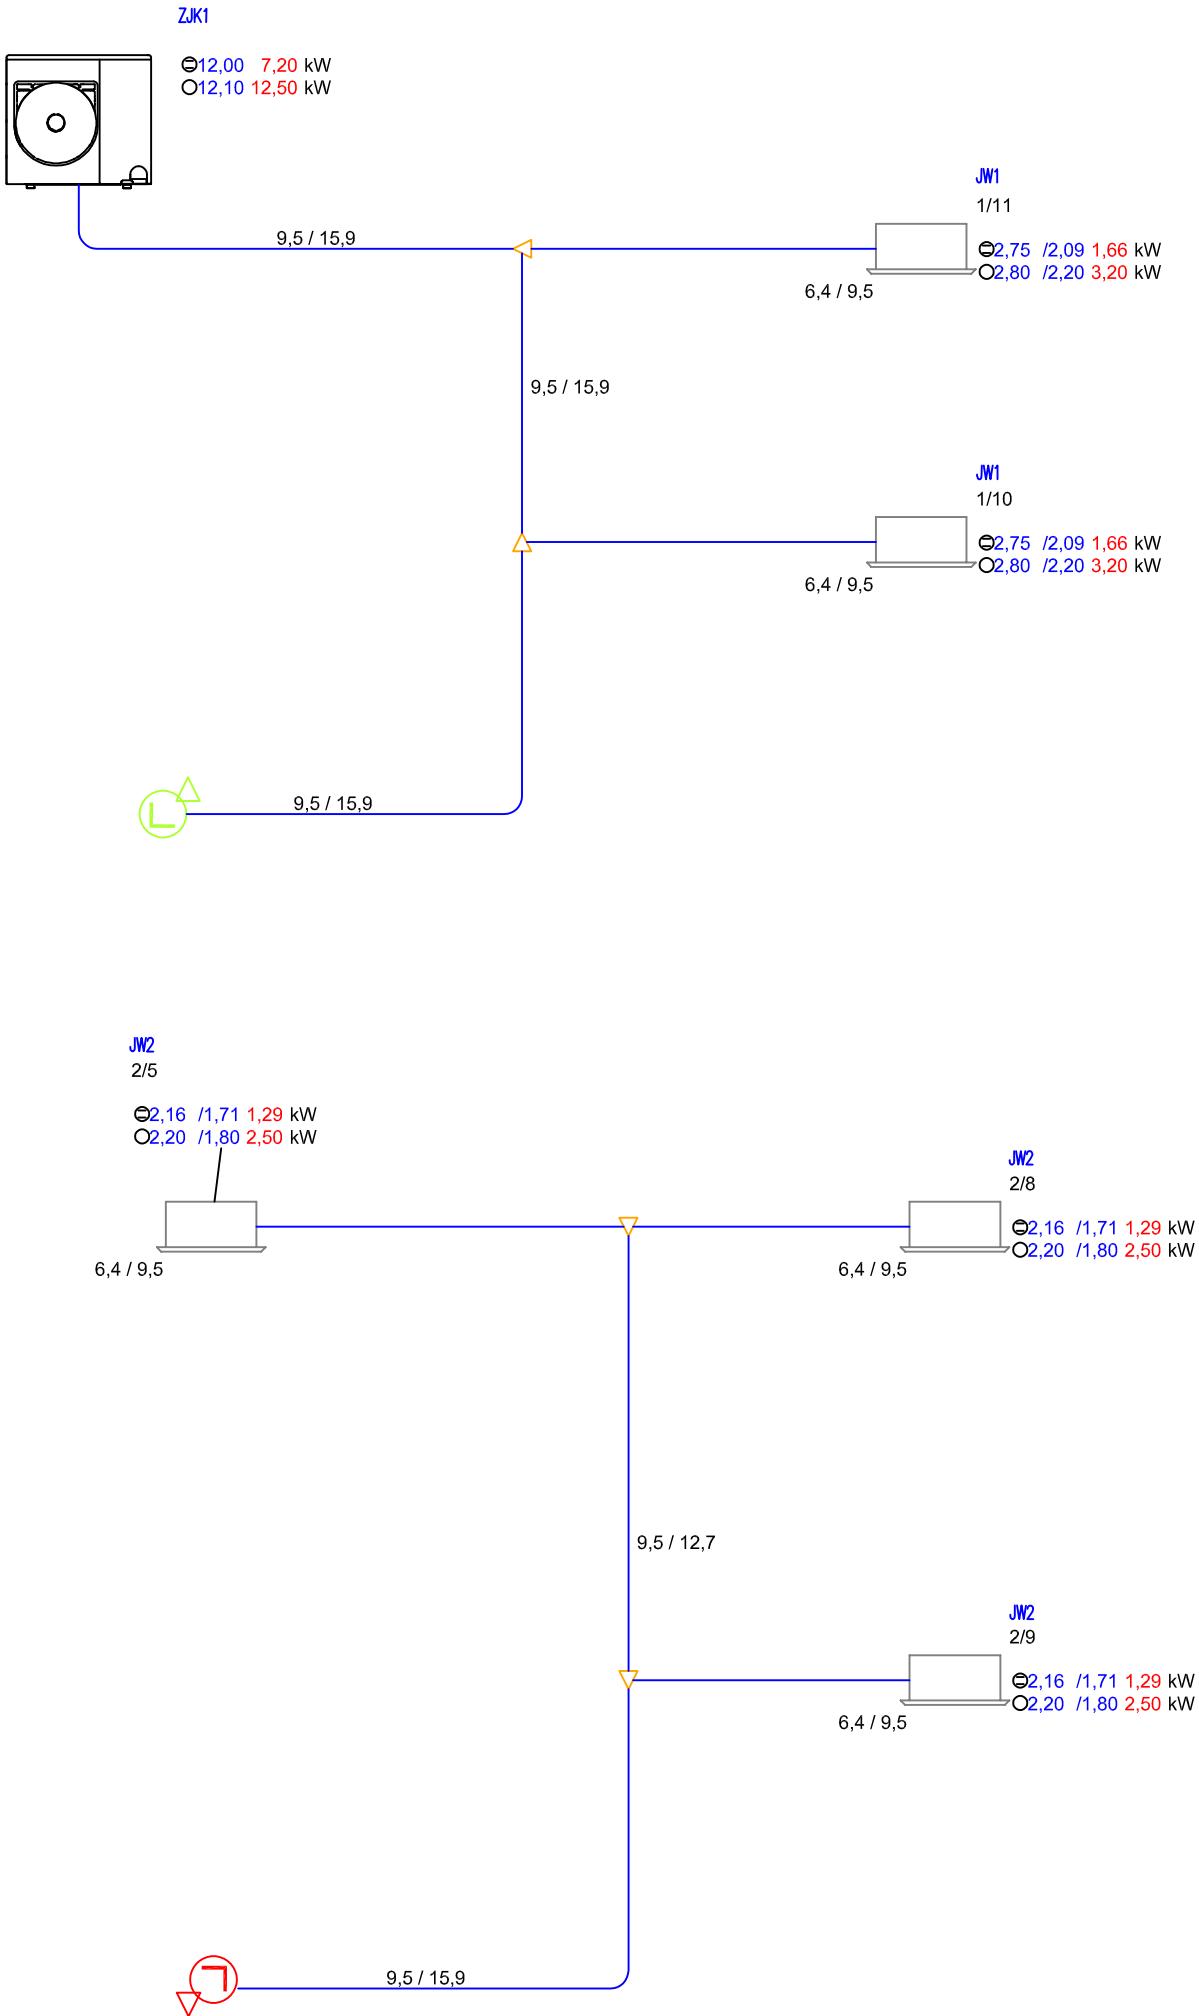 ZJK1
12,00 7,20 kW
12,10 12,50 kW
JW1
1/11
9,5 / 15,9
2,75 /2,09 1,66 kW
2,80 /2,20 3,20 kW
6,4 / 9,5
9,5 / 15,9
JW1
1/10
2,75 /2,09 1,66 kW
2,80 /2,20 3,20 kW
6,4 / 9,5
9,5 / 15,9
L
JW2
2/5
2,16 /1,71 1,29 kW
2,20 /1,80 2,50 kW
6,4 / 9,5
JW2
2/8
2,16 /1,71 1,29 kW
2,20 /1,80 2,50 kW
6,4 / 9,5
9,5 / 12,7
JW2
2/9
2,16 /1,71 1,29 kW
2,20 /1,80 2,50 kW
6,4 / 9,5
9,5 / 15,9
L